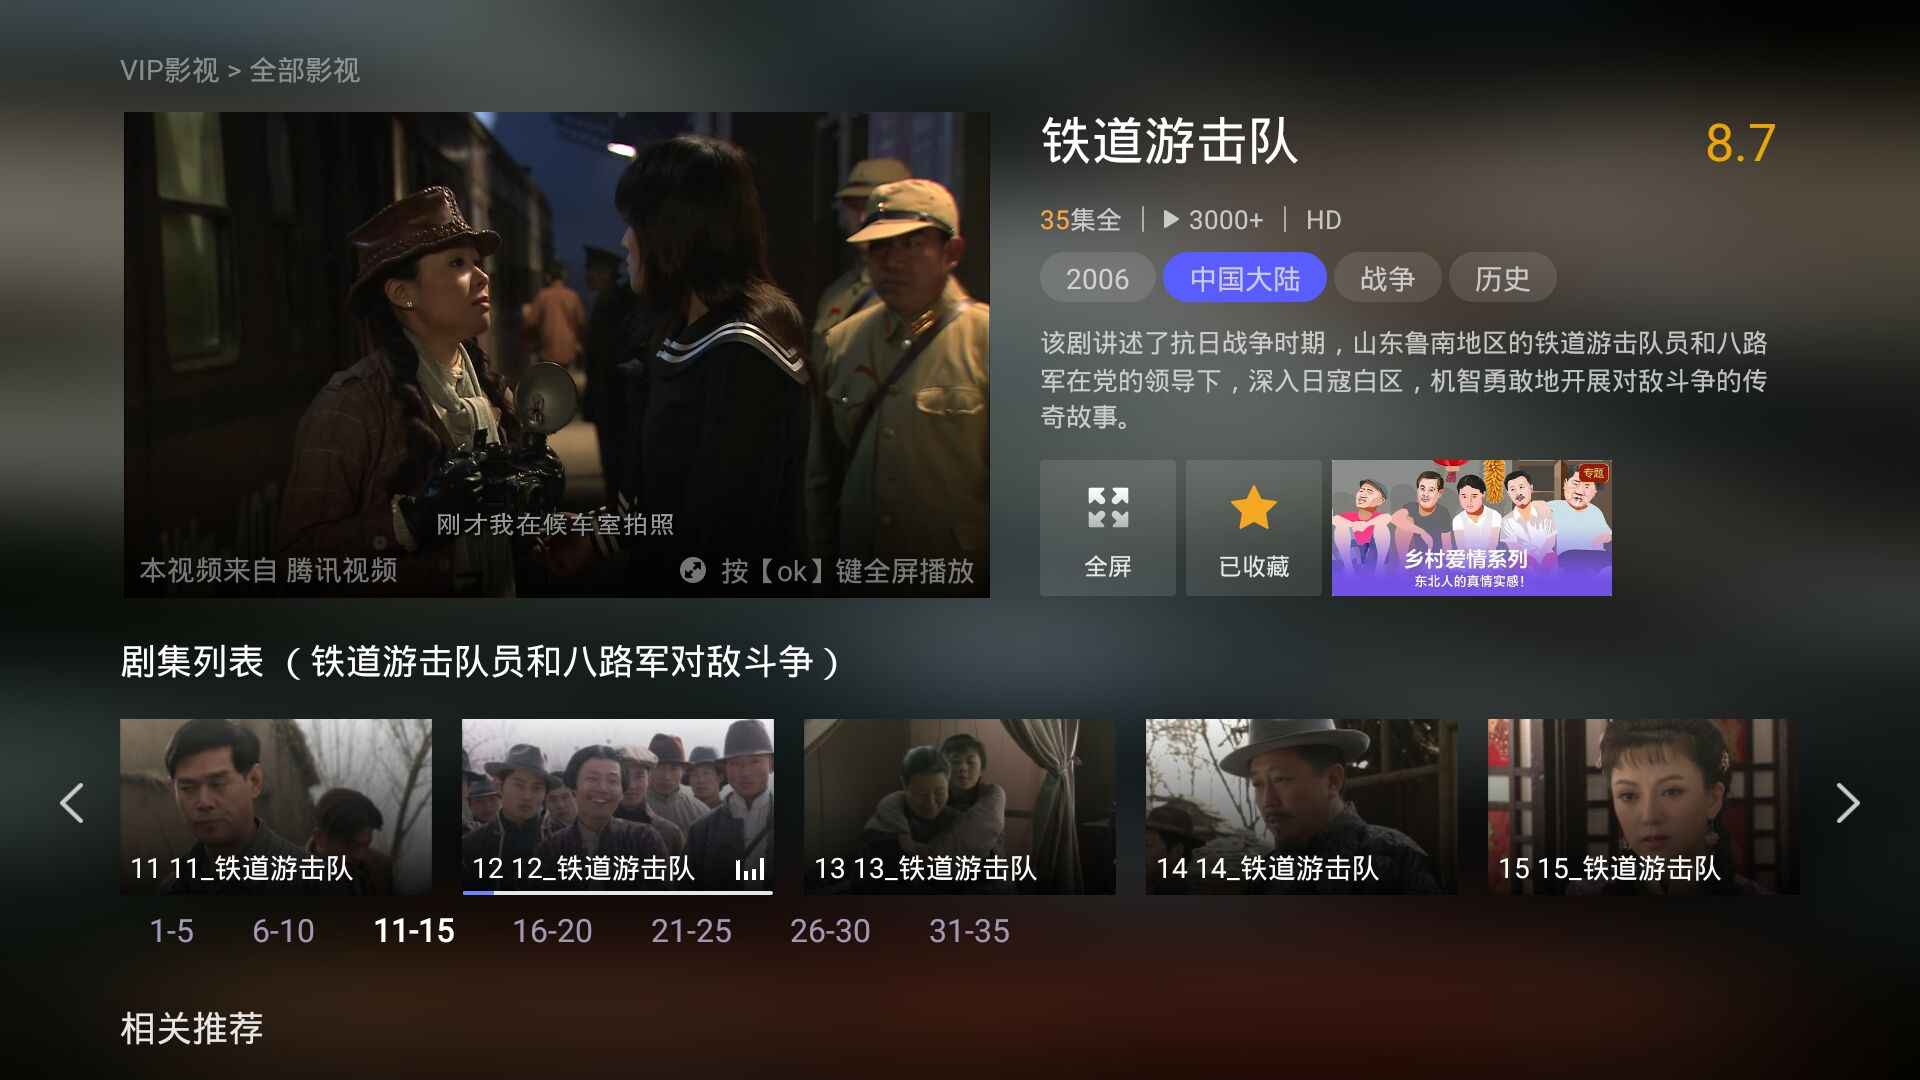 VIP影视 > 全部影视
铁道游击队
8.7
35集全 | 3000+ | HD
2006 中国大陆 战争 历史
该剧讲述了抗日战争时期，山东鲁南地区的铁道游击队员和八路
军在党的领导下，深入日寇白区，机智勇敢地开展对敌斗争的传
奇故事。
刚才我在候车室拍照
本视频来自 腾讯视频
按【ok】键全屏播放
全屏
已收藏
专题
乡村爱情系列
东北人的真情实感!
剧集列表 （铁道游击队员和八路军对敌斗争）
11 11_铁道游击队
12 12_铁道游击队
13 13_铁道游击队
14 14_铁道游击队
15 15_铁道游击队
1-5 6-10 11-15 16-20 21-25 26-30 31-35
相关推荐